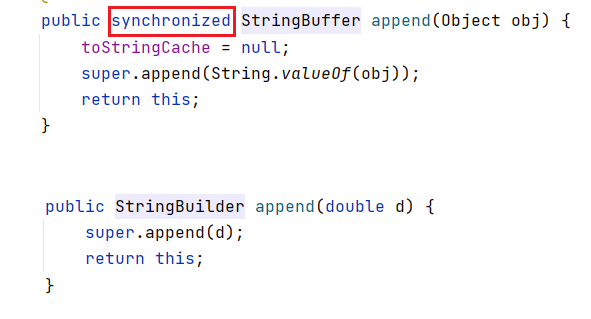 public synchronized StringBuffer append(Object obj) {
toStringCache = null;
super.append(String.valueOf(obj));
return this;
}
public StringBuilder append(double d) {
super.append(d);
return this;
}